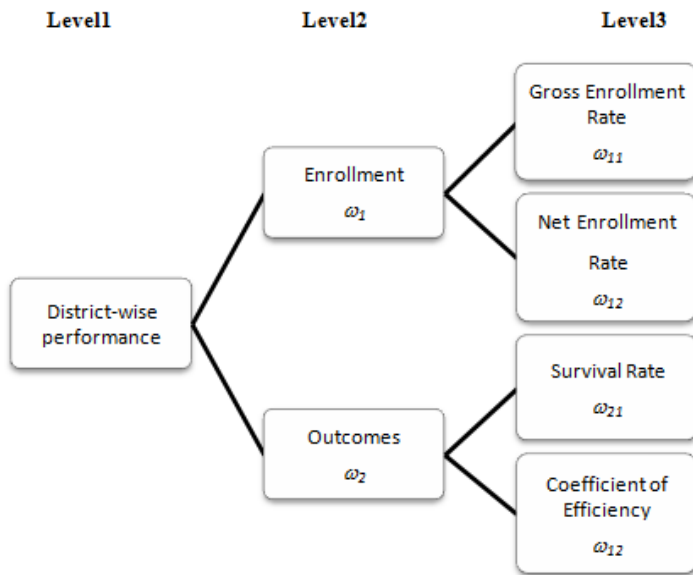 Level1
Level2
Level3
Gross Enrollment
Rate
ω11
Enrollment
ω1
Net Enrollment
Rate
ω12
District-wise
performance
Survival Rate
ω21
Outcomes
ω2
Coefficient of
Efficiency
ω12